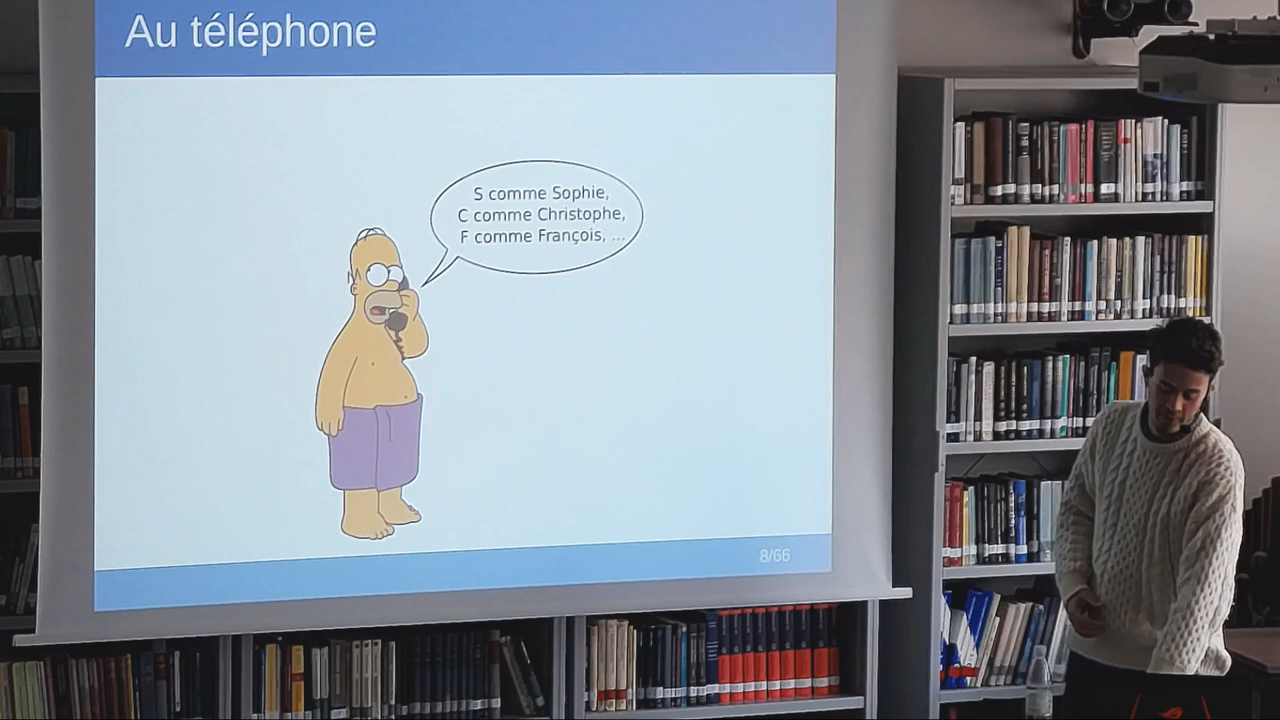 Au téléphone
S comme Sophie,
C comme Christophe,
F comme François, ...
8/66